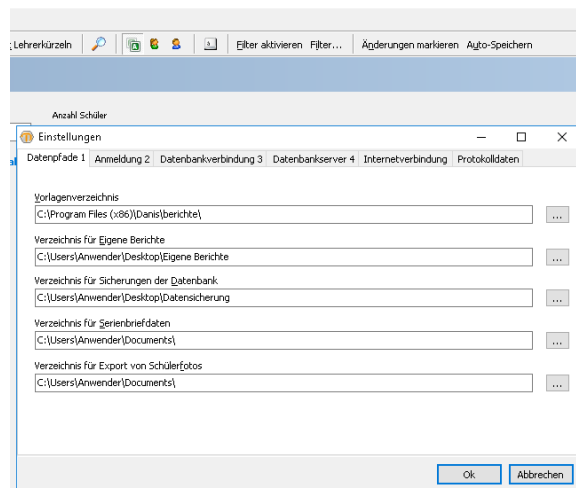 Lehrerkürzeln Filter aktivieren Filter... Änderungen markieren Auto-Speichern
Anzahl Schüler
Einstellungen
Datenpfade 1 Anmeldung 2 Datenbankverbindung 3 Datenbankserver 4 Internetverbindung Protokolldaten
Vorlagenverzeichnis
C:\Program Files (x86)\Danis\berichte\
...
Verzeichnis für Eigene Berichte
C:\Users\Anwender\Desktop\Eigene Berichte
...
Verzeichnis für Sicherungen der Datenbank
C:\Users\Anwender\Desktop\Datensicherung
...
Verzeichnis für Serienbriefdaten
C:\Users\Anwender\Documents\
...
Verzeichnis für Export von Schülerfotos
C:\Users\Anwender\Documents\
...
Ok Abbrechen